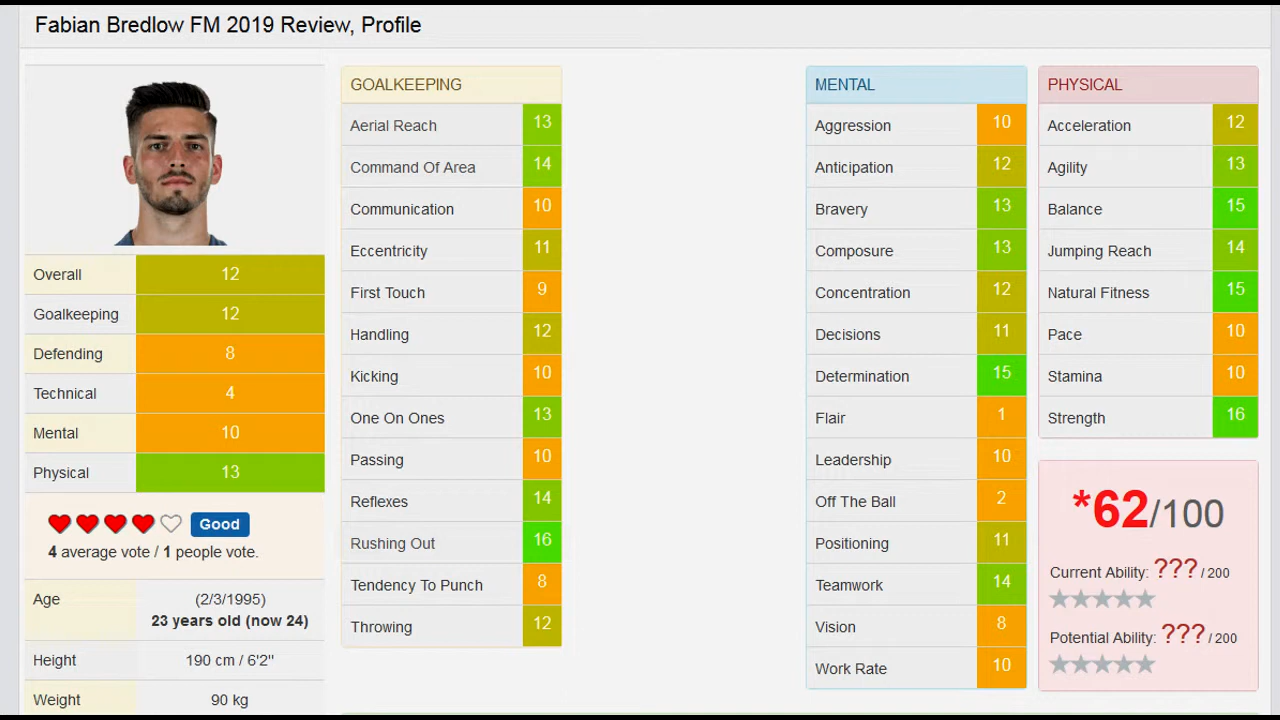 Fabian Bredlow FM 2019 Review, Profile
Overall 12
Goalkeeping 12
Defending 8
Technical 4
Mental 10
Physical 13
Good
4 average vote / 1 people vote.
Age (2/3/1995)
23 years old (now 24)
Height 190 cm / 6'2"
Weight 90 kg
GOALKEEPING
Aerial Reach 13
Command Of Area 14
Communication 10
Eccentricity 11
First Touch 9
Handling 12
Kicking 10
One On Ones 13
Passing 10
Reflexes 14
Rushing Out 16
Tendency To Punch 8
Throwing 12
MENTAL
Aggression 10
Anticipation 12
Bravery 13
Composure 13
Concentration 12
Decisions 11
Determination 15
Flair 1
Leadership 10
Off The Ball 2
Positioning 11
Teamwork 14
Vision 8
Work Rate 10
PHYSICAL
Acceleration 12
Agility 13
Balance 15
Jumping Reach 14
Natural Fitness 15
Pace 10
Stamina 10
Strength 16
*62/100
Current Ability: ??? / 200
Potential Ability: ??? / 200